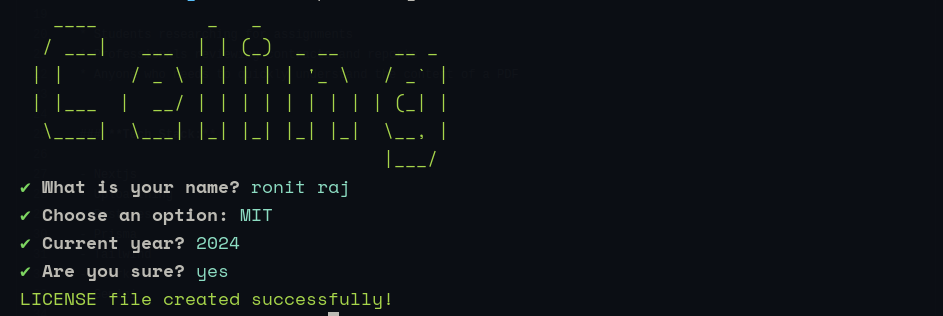 Celing
✔ What is your name? ronit raj
✔ Choose an option: MIT
✔ Current year? 2024
✔ Are you sure? yes
LICENSE file created successfully!